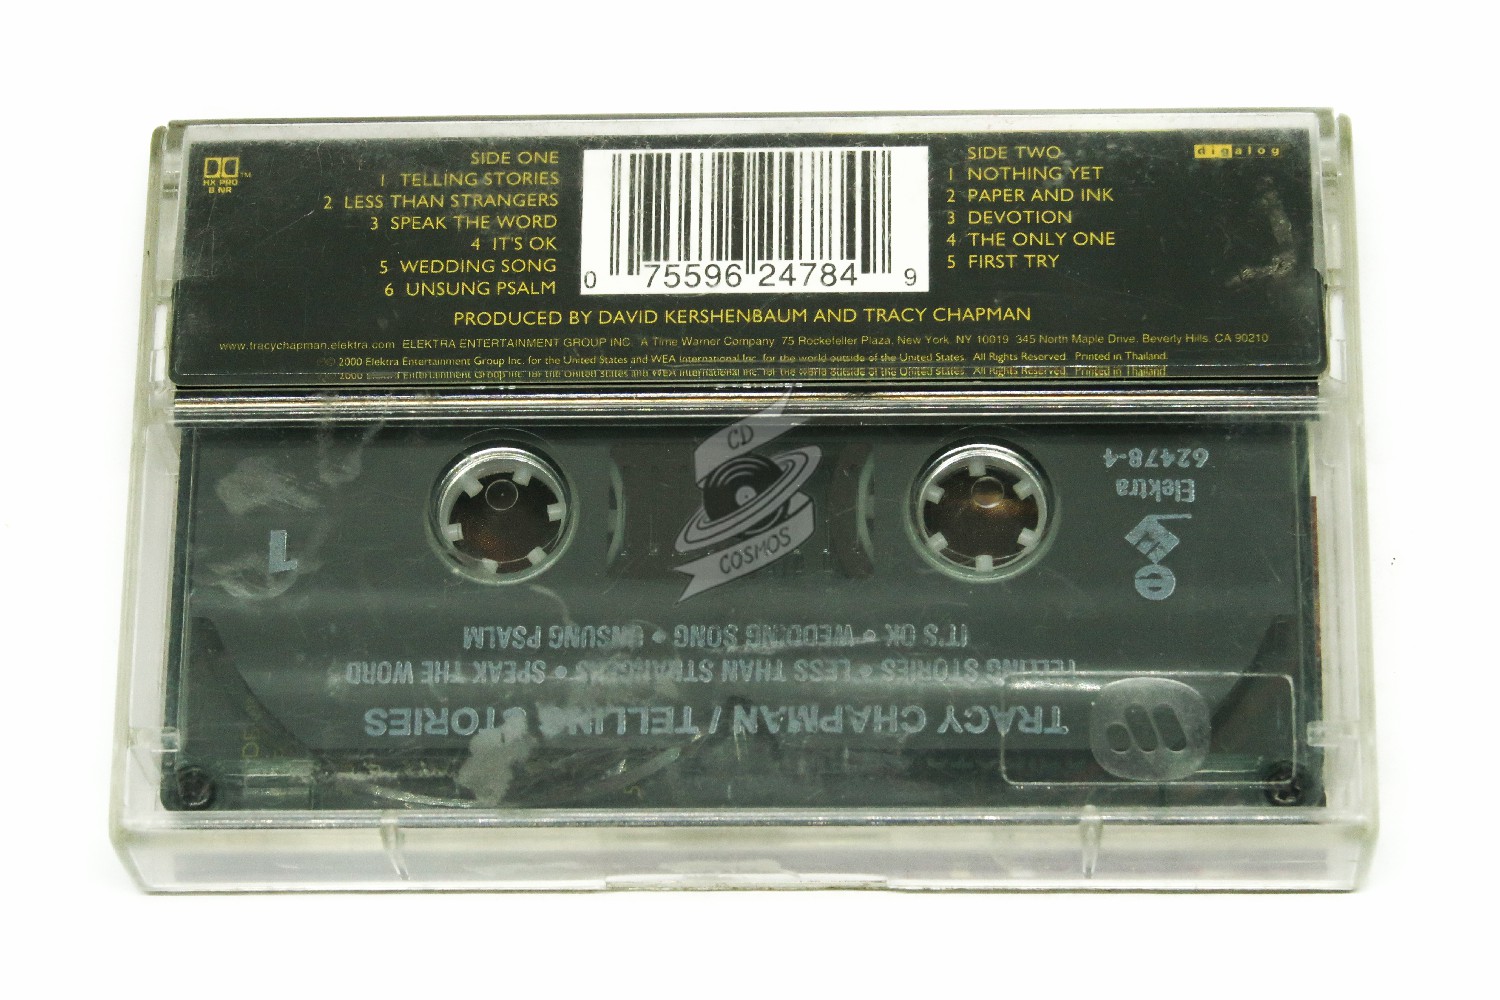 HX PRO
B NR
™
SIDE ONE
1 TELLING STORIES
2 LESS THAN STRANGERS
3 SPEAK THE WORD
4 IT'S OK
5 WEDDING SONG
6 UNSUNG PSALM
0 75596 24784 9
SIDE TWO
1 NOTHING YET
2 PAPER AND INK
3 DEVOTION
4 THE ONLY ONE
5 FIRST TRY
digalog
PRODUCED BY DAVID KERSHENBAUM AND TRACY CHAPMAN
www.tracychapman.elektra.com ELEKTRA ENTERTAINMENT GROUP INC. A Time Warner Company 75 Rockefeller Plaza, New York, NY 10019 345 North Maple Drive, Beverly Hills, CA 90210
2000 Elektra Entertainment Group Inc. for the United States and WEA International Inc. for the world outside of the United States. All Rights Reserved. Printed in Thailand.
CD
COSMOS
TRACY CHAPMAN / TELLING STORIES
TELLING STORIES • LESS THAN STRANGERS • SPEAK THE WORD
IT'S OK • WEDDING SONG • UNSUNG PSALM
1
e
Elektra
62478-4